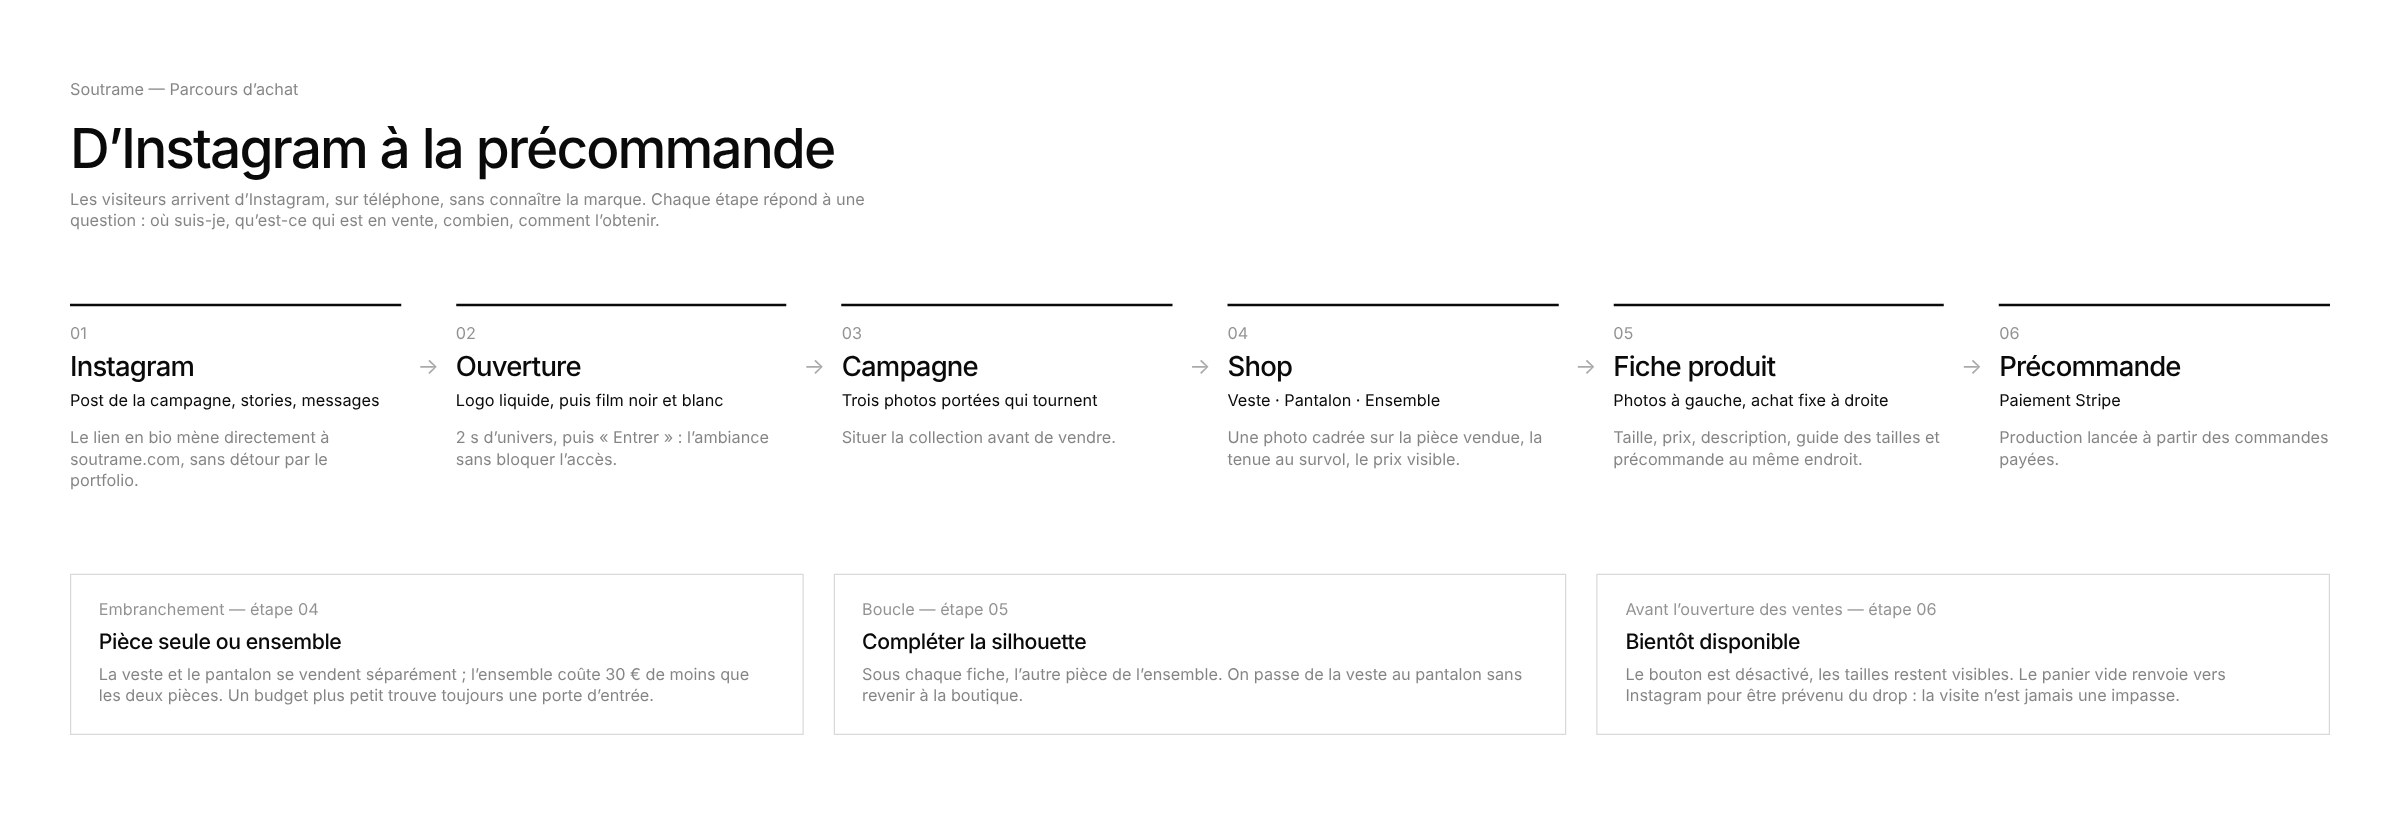 Soutrame — Parcours d’achat
D’Instagram à la précommande
Les visiteurs arrivent d’Instagram, sur téléphone, sans connaître la marque. Chaque étape répond à une
question : où suis-je, qu’est-ce qui est en vente, combien, comment l’obtenir.
01
Instagram
Post de la campagne, stories, messages
Le lien en bio mène directement à
soutrame.com, sans détour par le
portfolio.
→
02
Ouverture
Logo liquide, puis film noir et blanc
2 s d’univers, puis « Entrer » : l’ambiance
sans bloquer l’accès.
→
03
Campagne
Trois photos portées qui tournent
Situer la collection avant de vendre.
→
04
Shop
Veste · Pantalon · Ensemble
Une photo cadrée sur la pièce vendue, la
tenue au survol, le prix visible.
→
05
Fiche produit
Photos à gauche, achat fixe à droite
Taille, prix, description, guide des tailles et
précommande au même endroit.
→
06
Précommande
Paiement Stripe
Production lancée à partir des commandes
payées.
Embranchement — étape 04
Pièce seule ou ensemble
La veste et le pantalon se vendent séparément ; l’ensemble coûte 30 € de moins que
les deux pièces. Un budget plus petit trouve toujours une porte d’entrée.
Boucle — étape 05
Compléter la silhouette
Sous chaque fiche, l’autre pièce de l’ensemble. On passe de la veste au pantalon sans
revenir à la boutique.
Avant l’ouverture des ventes — étape 06
Bientôt disponible
Le bouton est désactivé, les tailles restent visibles. Le panier vide renvoie vers
Instagram pour être prévenu du drop : la visite n’est jamais une impasse.